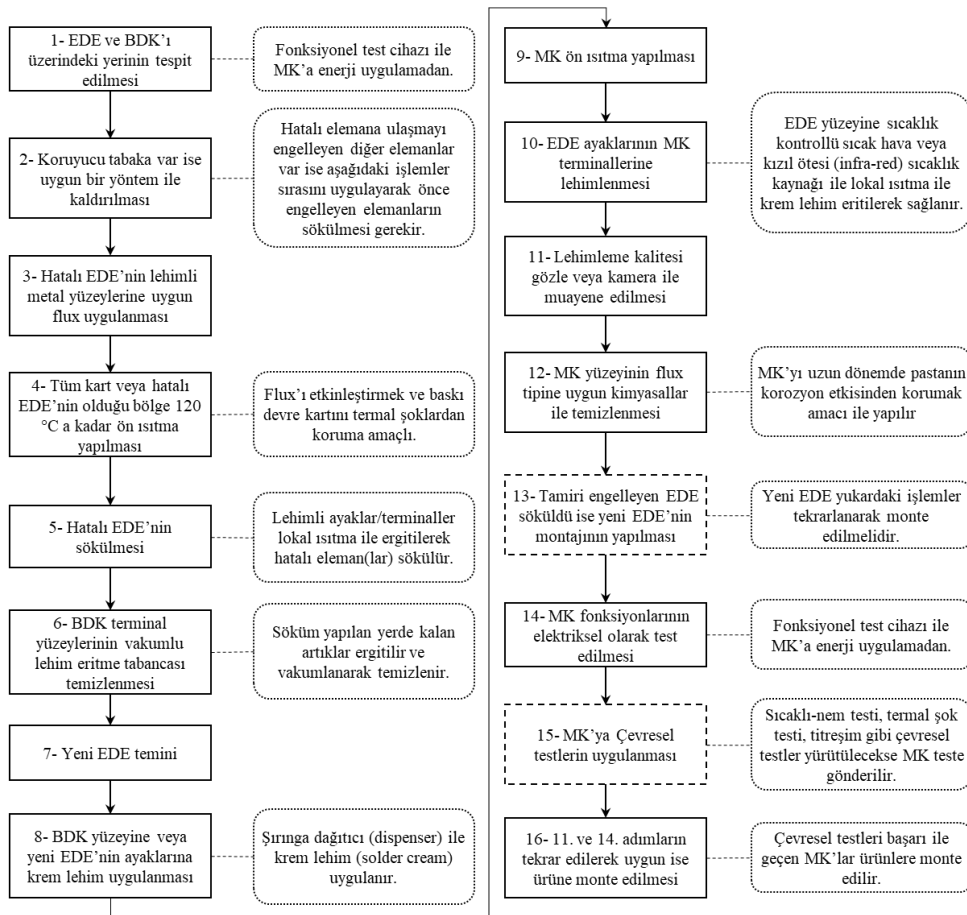 1- EDE ve BDK’ı
üzerindeki yerinin tespit
edilmesi
Fonksiyonel test cihazı ile
MK’a enerji uygulamadan.
2- Koruyucu tabaka var ise
uygun bir yöntem ile
kaldırılması
Hatalı elemana ulaşmayı
engelleyen diğer elemanlar
var ise aşağıdaki işlemler
sırasını uygulayarak önce
engelleyen elemanların
sökülmesi gerekir.
3- Hatalı EDE’nin lehimli
metal yüzeylerine uygun
flux uygulanması
4- Tüm kart veya hatalı
EDE’nin olduğu bölge 120
°C a kadar ön ısıtma
yapılması
Flux’ı etkinleştirmek ve baskı
devre kartını termal şoklardan
koruma amaçlı.
5- Hatalı EDE’nin
sökülmesi
Lehimli ayaklar/terminaller
lokal ısıtma ile ergitilerek
hatalı eleman(lar) sökülür.
6- BDK terminal
yüzeylerinin vakumlu
lehim eritme tabancası
temizlenmesi
Söküm yapılan yerde kalan
artıklar ergitilir ve
vakumlanarak temizlenir.
7- Yeni EDE temini
8- BDK yüzeyine veya
yeni EDE’nin ayaklarına
krem lehim uygulanması
Şırınga dağıtıcı (dispenser) ile
krem lehim (solder cream)
uygulanır.
9- MK ön ısıtma yapılması
10- EDE ayaklarının MK
terminallerine
lehimlenmesi
EDE yüzeyine sıcaklık
kontrollü sıcak hava veya
kızıl ötesi (infra-red) sıcaklık
kaynağı ile lokal ısıtma ile
krem lehim eritilerek sağlanır.
11- Lehimleme kalitesi
gözle veya kamera ile
muayene edilmesi
12- MK yüzeyinin flux
tipine uygun kimyasallar
ile temizlenmesi
MK’yı uzun dönemde pastanın
korozyon etkisinden korumak
amacı ile yapılır
13- Tamiri engelleyen EDE
söküldü ise yeni EDE’nin
montajının yapılması
Yeni EDE yukardaki işlemler
tekrarlanarak monte
edilmelidir.
14- MK fonksiyonlarının
elektriksel olarak test
edilmesi
Fonksiyonel test cihazı ile
MK’a enerji uygulamadan.
15- MK’ya Çevresel
testlerin uygulanması
Sıcaklı-nem testi, termal şok
testi, titreşim gibi çevresel
testler yürütülecekse MK teste
gönderilir.
16- 11. ve 14. adımların
tekrar edilerek uygun ise
ürüne monte edilmesi
Çevresel testleri başarı ile
geçen MK’lar ürünlere monte
edilir.